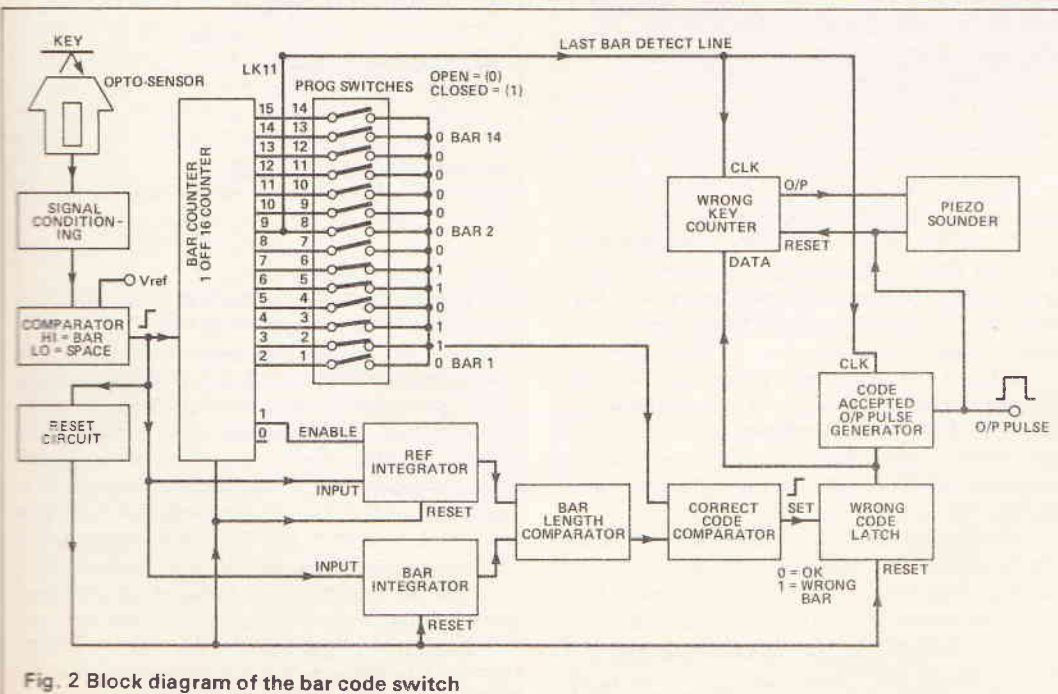 KEY
OPTO-SENSOR
SIGNAL
CONDITION-
ING
Vref
COMPARATOR
HI = BAR
LO = SPACE
RESET
CIRCUIT
BAR COUNTER
1 OFF 16 COUNTER
LK11
PROG SWITCHES
OPEN = (0)
CLOSED = (1)
15 14
14 13 0 BAR 14
13 12 0
12 11 0
11 10 0
10 9 0
9 8 0 BAR 2
8 7 0
7 6 1
6 5 1
5 4 0
4 3 1
3 2 1
2 1 0 BAR 1
1
0
ENABLE
INPUT
REF
INTEGRATOR
RESET
INPUT
BAR
INTEGRATOR
RESET
BAR
LENGTH
COMPARATOR
CORRECT
CODE
COMPARATOR
0 = OK
1 = WRONG
BAR
SET
WRONG
CODE
LATCH
RESET
LAST BAR DETECT LINE
CLK
WRONG
KEY
COUNTER
O/P
RESET
DATA
PIEZO
SOUNDER
CLK
CODE
ACCEPTED
O/P PULSE
GENERATOR
O/P PULSE
Fig. 2 Block diagram of the bar code switch